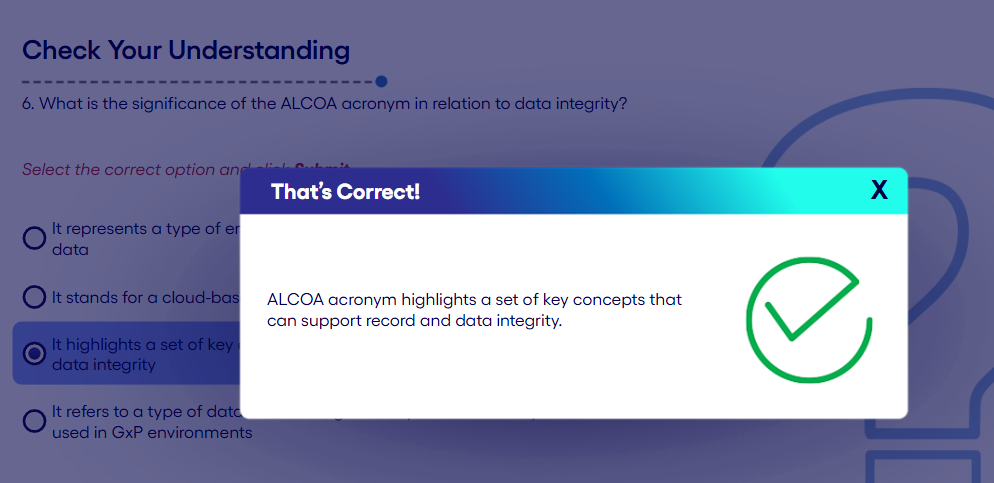 Check Your Understanding
6. What is the significance of the ALCOA acronym in relation to data integrity?
Select the correct option and click Submit
That's Correct!
X
It represents a type of
data
It stands for a
ALCOA acronym highlights a set of key concepts that
can support record and data integrity.
It highlights a set of key
data integrity
It refers to a type of
used in GxP environments